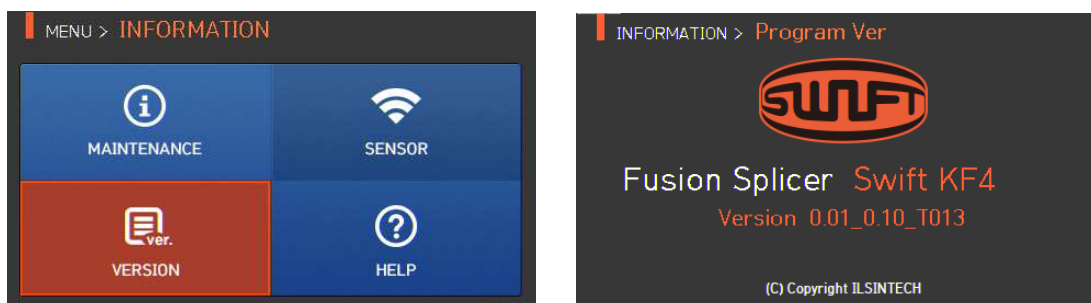 MENU > INFORMATION
MAINTENANCE
SENSOR
ver.
VERSION
HELP
INFORMATION > Program Ver
SWIFT
Fusion Splicer Swift KF4
Version 0.01_0.10_T013
(C) Copyright ILSINTECH